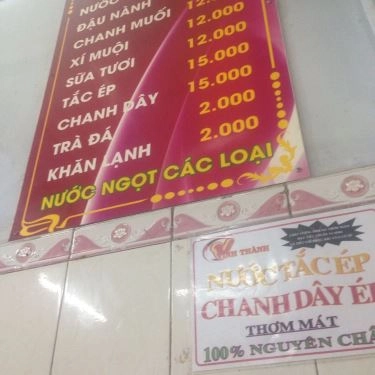 NƯỚC
ĐẬU NÀNH
CHANH MUỐI
XÍ MUỘI 12.000
SỮA TƯƠI 12.000
TẮC ÉP 15.000
CHANH DÂY 15.000
TRÀ ĐÁ 2.000
KHĂN LẠNH 2.000
NƯỚC NGỌT CÁC LOẠI
THÀNH
NƯỚC TẮC ÉP
CHANH DÂY ÉP
THƠM MÁT
100% NGUYÊN CHẤ